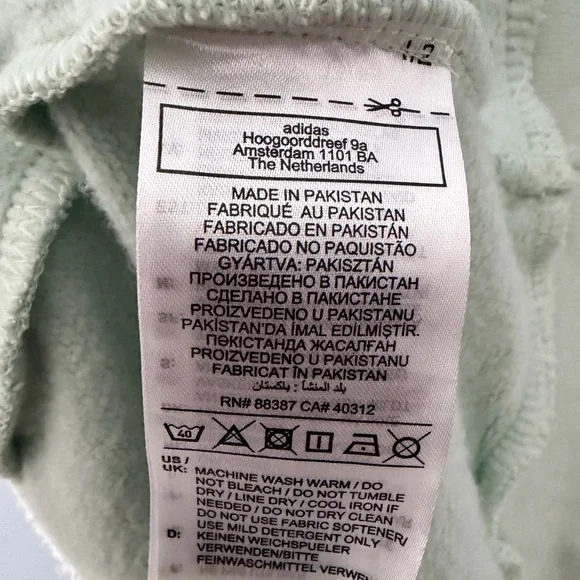 1/2
adidas
Hoogoorddreef 9a
Amsterdam 1101 BA
The Netherlands
MADE IN PAKISTAN
FABRIQUÉ AU PAKISTAN
FABRICADO EN PAKISTÁN
FABRICADO NO PAQUISTÃO
GYÁRTVA: PAKISZTÁN
ПРОИЗВЕДЕНО В ПАКИСТАН
СДЕЛАНО В ПАКИСТАНЕ
PROIZVEDENO U PAKISTANU
PAKİSTAN'DA İMAL EDİLMİŞTİR.
ПӘКІСТАНДА ЖАСАЛҒАН
PROIZVEDENO U PAKISTANU
FABRICAT ÎN PAKISTAN
بلد المنشأ : باكستان
RN# 88387 CA# 40312
40
US /
UK: MACHINE WASH WARM / DO
NOT BLEACH / DO NOT TUMBLE
DRY / LINE DRY / COOL IRON IF
NEEDED / DO NOT DRY CLEAN
DO NOT USE FABRIC SOFTENER/
USE MILD DETERGENT ONLY
D: KEINEN WEICHSPUELER
VERWENDEN/BITTE
FEINWASCHMITTEL VERWENDEN/